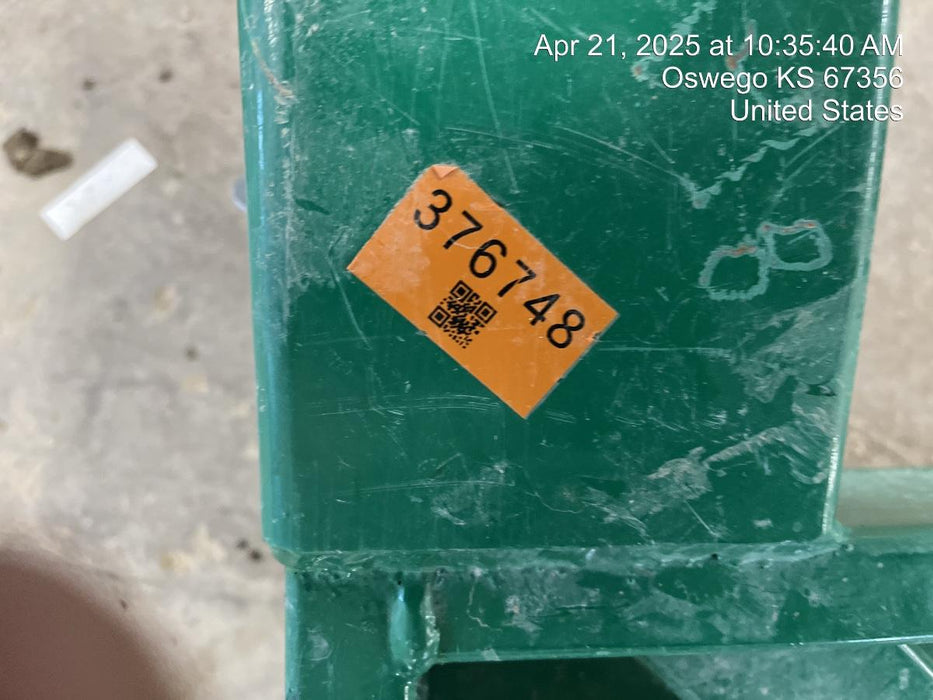 Apr 21, 2025 at 10:35:40 AM
Oswego KS 67356
United States
376748